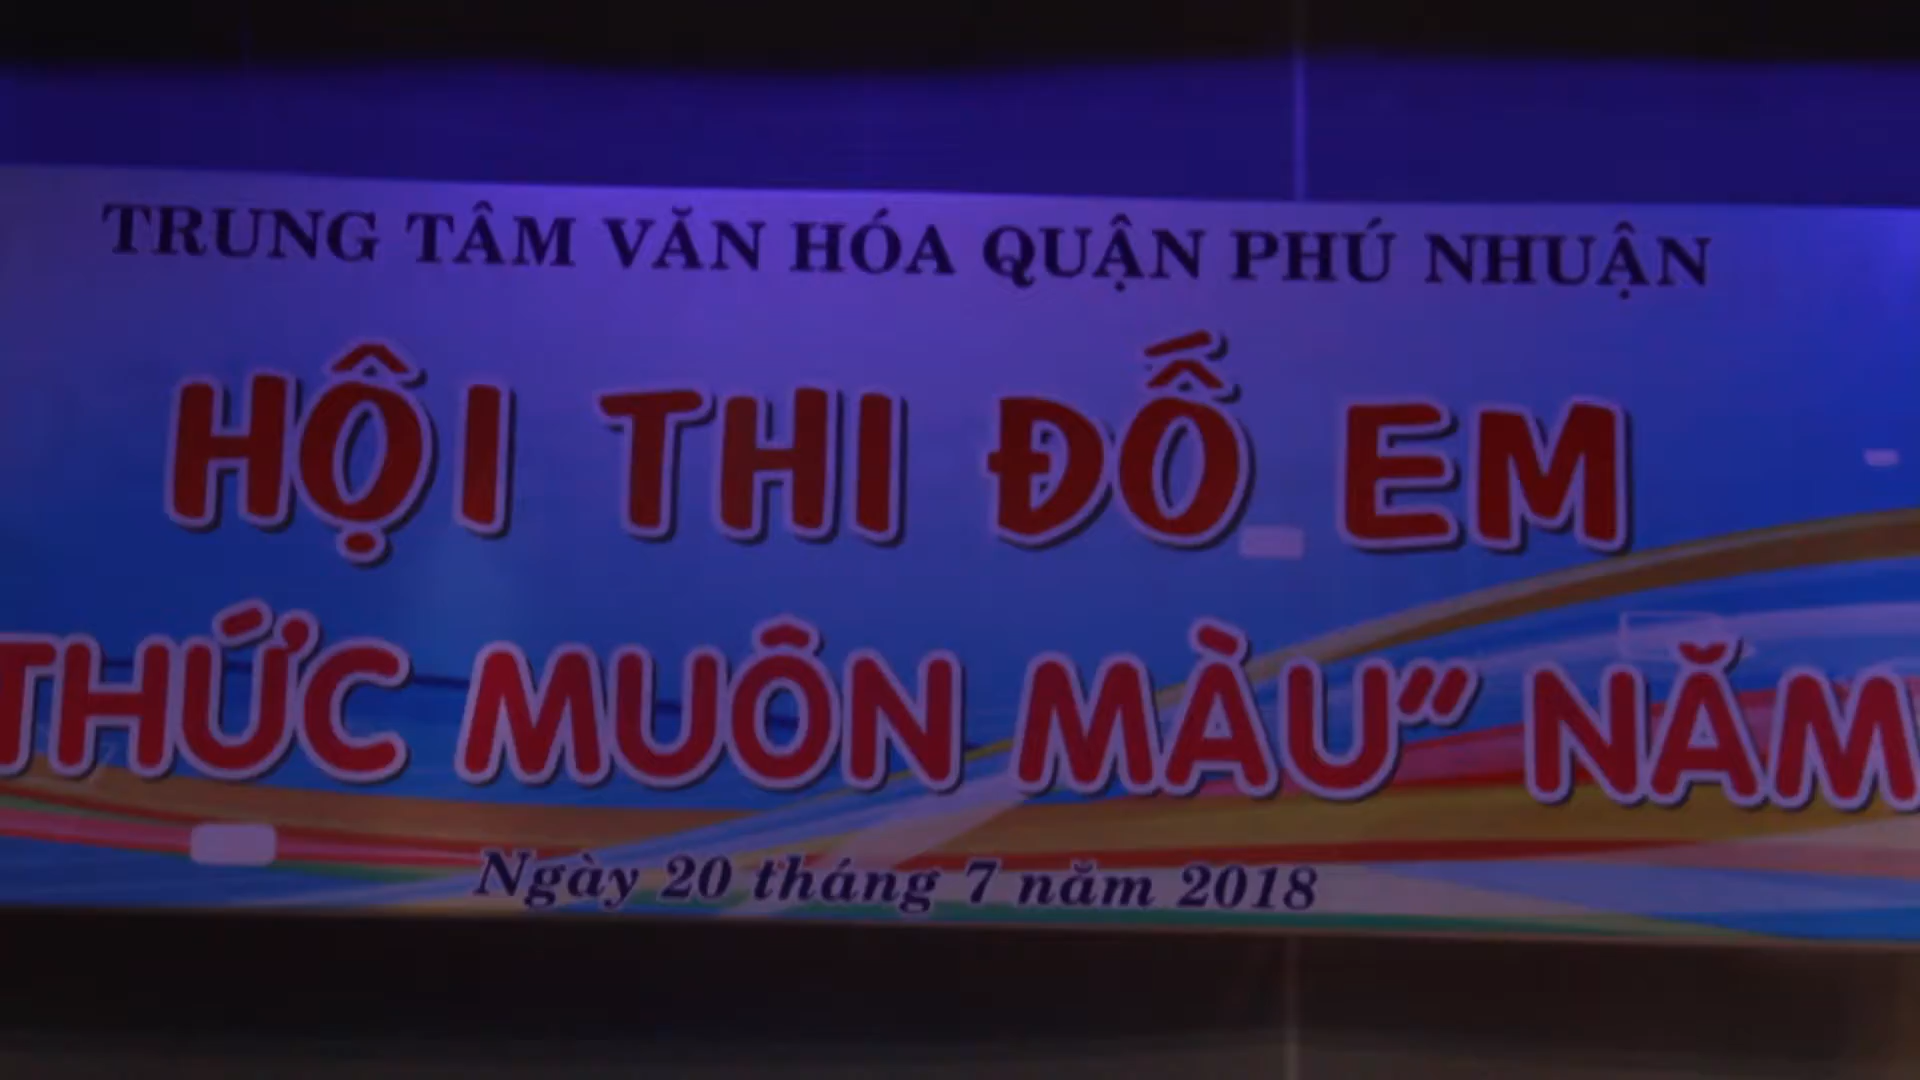 TRUNG TÂM VĂN HÓA QUẬN PHÚ NHUẬN
HỘI THI ĐỐ EM
THỨC MUÔN MÀU” NĂM
Ngày 20 tháng 7 năm 2018